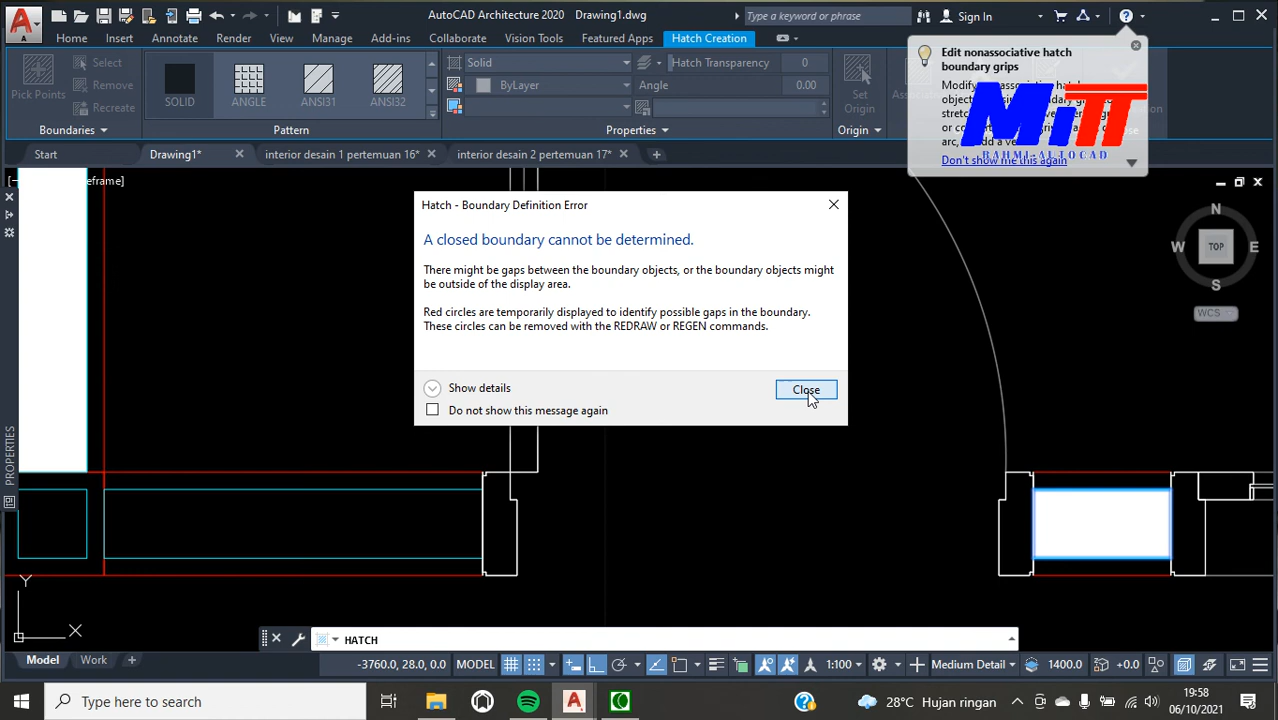 AutoCAD Architecture 2020 Drawing1.dwg
Type a keyword or phrase
Sign In
Home Insert Annotate Render View Manage Add-ins Collaborate Vision Tools Featured Apps Hatch Creation
Pick Points
Select
Remove
Recreate
Boundaries
SOLID
ANGLE
ANSI31
ANSI32
Pattern
Solid
ByLayer
Hatch Transparency 0
Angle 0.00
Properties
Set
Origin
Origin
Edit nonassociative hatch
boundary grips
Don't show me this again
MiTT
BAHMI-AUTOCAD
Start
Drawing1*
interior desain 1 pertemuan 16*
interior desain 2 pertemuan 17*
eframe]
N
W TOP E
S
WCS
Hatch - Boundary Definition Error
A closed boundary cannot be determined.
There might be gaps between the boundary objects, or the boundary objects might
be outside of the display area.
Red circles are temporarily displayed to identify possible gaps in the boundary.
These circles can be removed with the REDRAW or REGEN commands.
Show details
Close
Do not show this message again
PROPERTIES
Y
X
HATCH
Model Work
-3760.0, 28.0, 0.0 MODEL
1:100
Medium Detail
1400.0
+0.0
Type here to search
28°C Hujan ringan
19:58
06/10/2021